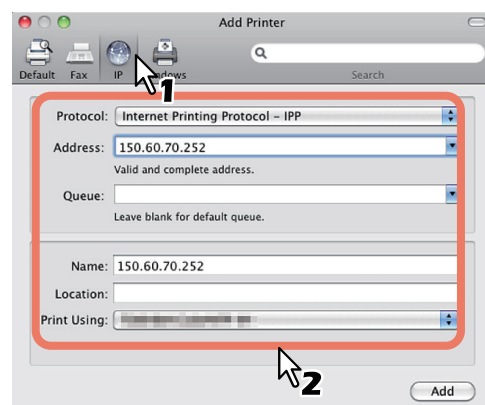 Add Printer
Default Fax IP Windows Search
1
Protocol: Internet Printing Protocol – IPP
Address: 150.60.70.252
Valid and complete address.
Queue:
Leave blank for default queue.
Name: 150.60.70.252
Location:
Print Using:
2
Add